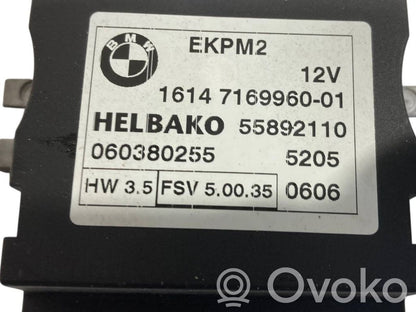 BMW
EKPM2
12V
1614 7169960-01
HELBAKO 55892110
060380255 5205
HW 3.5 FSV 5.00.35 0606
Ovoko